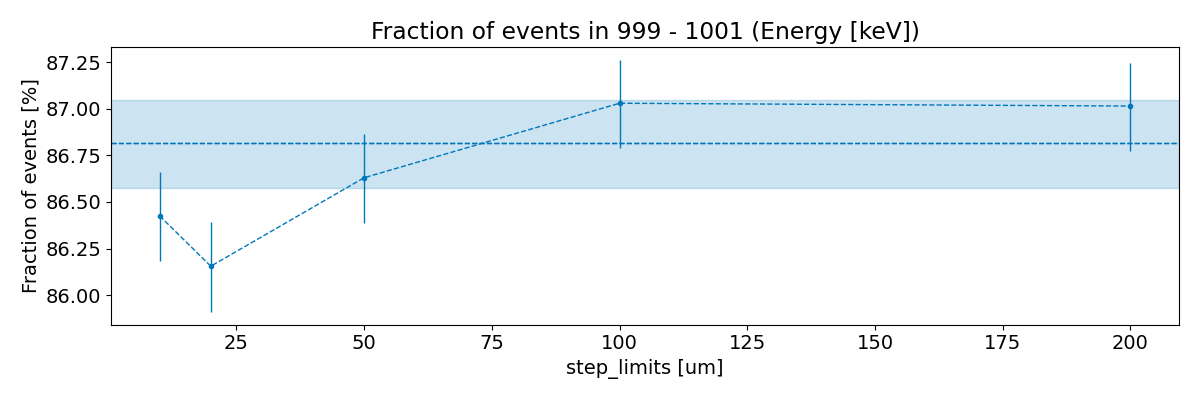 Fraction of events in 999 - 1001 (Energy [keV])
Fraction of events [%]
87.25
87.00
86.75
86.50
86.25
86.00
25 50 75 100 125 150 175 200
step_limits [um]